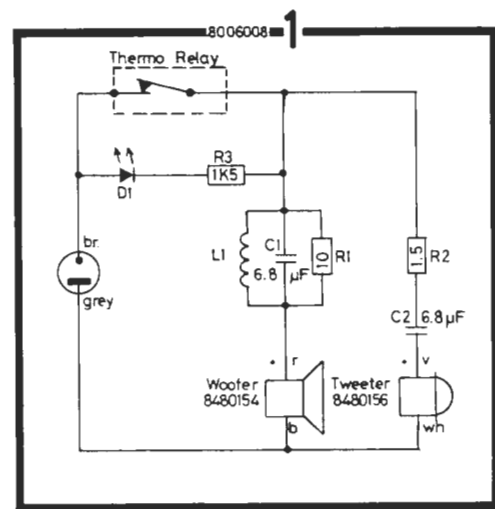 8006008 1
Thermo Relay
R3
1K5
D1
br.
L1
C1
6.8 µF
10
R1
1.5
R2
grey
C2 6.8µF
r
v
Woofer
8480154
Tweeter
8480156
b
wh